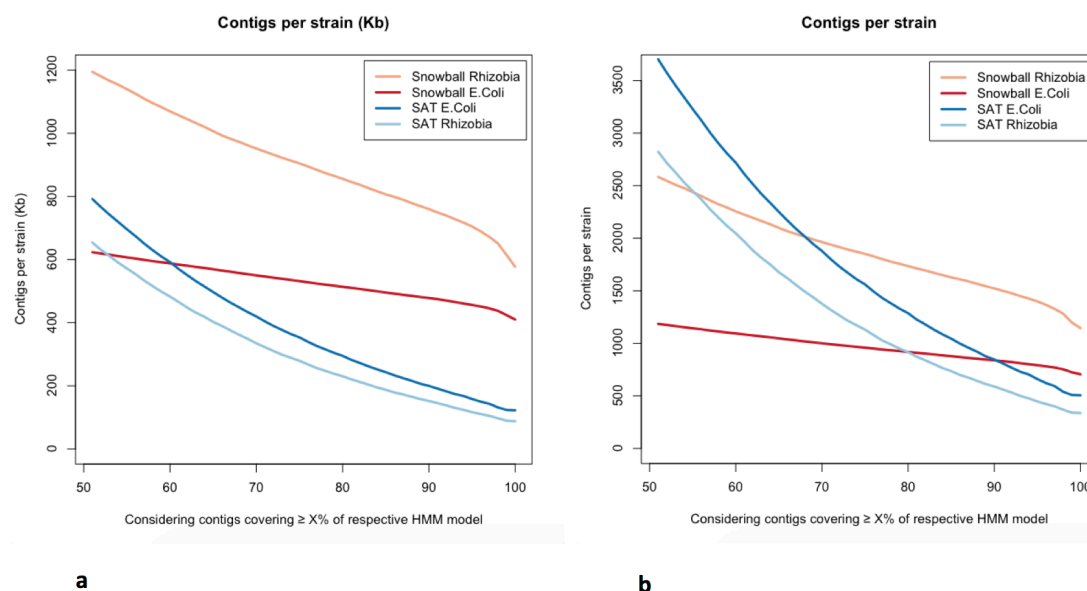 Contigs per strain (Kb)
Contigs per strain (Kb)
1200
1000
800
600
400
200
0
Snowball Rhizobia
Snowball E.Coli
SAT E.Coli
SAT Rhizobia
50 60 70 80 90 100
Considering contigs covering ≥ X% of respective HMM model
a
Contigs per strain
Contigs per strain
3500
3000
2500
2000
1500
1000
500
0
Snowball Rhizobia
Snowball E.Coli
SAT E.Coli
SAT Rhizobia
50 60 70 80 90 100
Considering contigs covering ≥ X% of respective HMM model
b